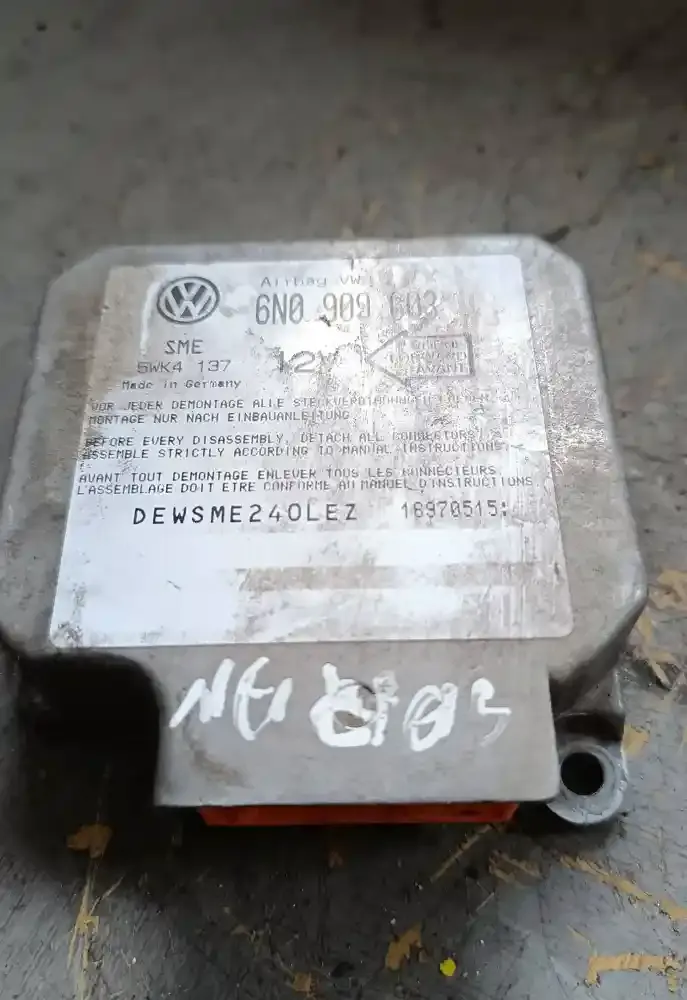 Airbag VW
6N0 909 603
SME
5WK4 137
12V
AVANT
Made in Germany
VOR JEDER DEMONTAGE ALLE
MONTAGE NUR NACH EINBAUANLEITUNG
BEFORE EVERY DISASSEMBLY, DETACH ALL CONNECTORS!
ASSEMBLE STRICTLY ACCORDING TO MANUAL INSTRUCTIONS
AVANT TOUT DEMONTAGE ENLEVER TOUS LES CONNECTEURS
L'ASSEMBLAGE DOIT ETRE CONFORME AU MANUEL D'INSTRUCTIONS
DEWSME240LEZ 16970515